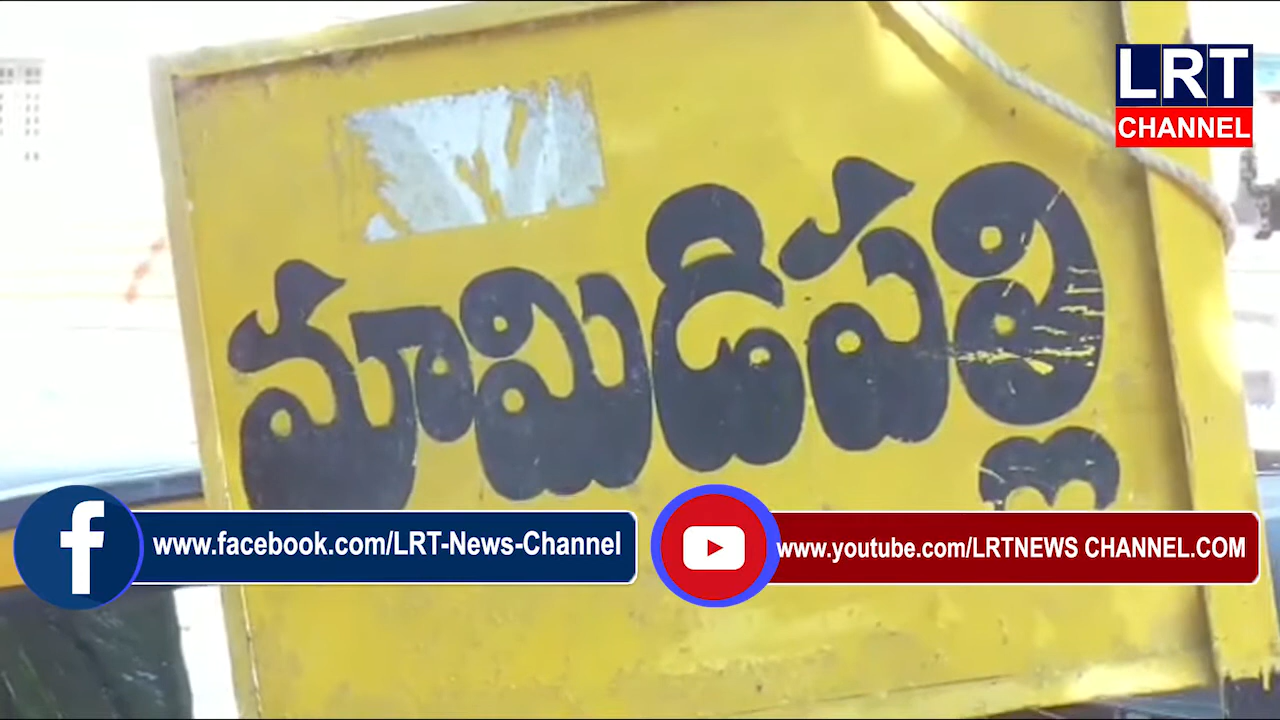 LRT
CHANNEL
మామిడిపల్లి
www.facebook.com/LRT-News-Channel
www.youtube.com/LRTNEWS CHANNEL.COM